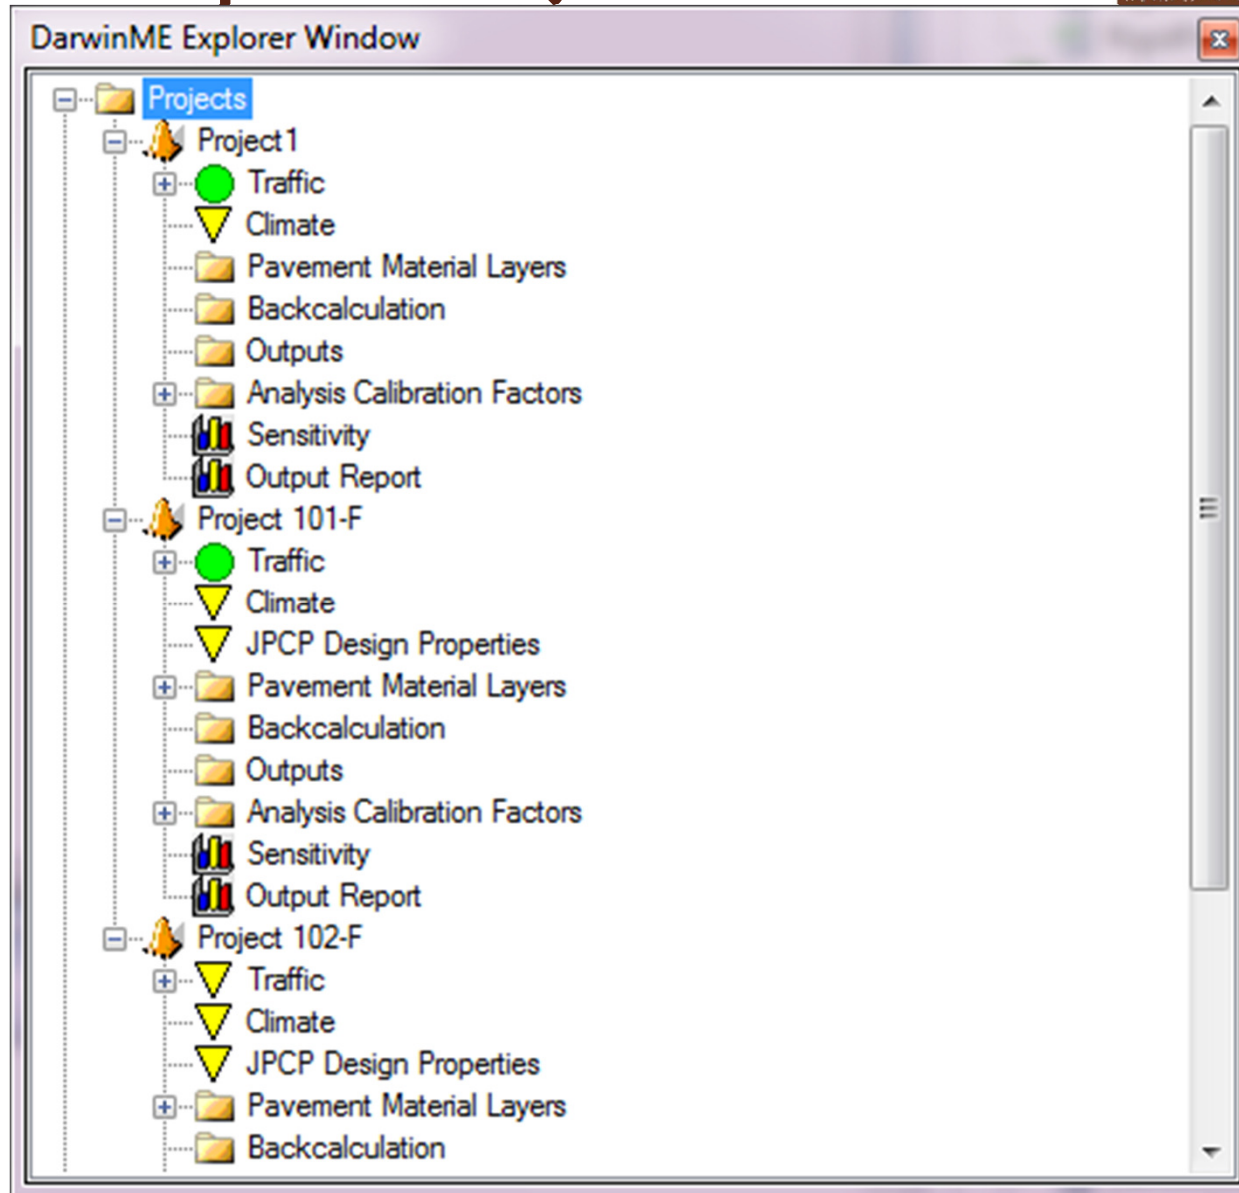 DarwinME Explorer Window
Projects
Project1
Traffic
Climate
Pavement Material Layers
Backcalculation
Outputs
Analysis Calibration Factors
Sensitivity
Output Report
Project 101-F
Traffic
Climate
JPCP Design Properties
Pavement Material Layers
Backcalculation
Outputs
Analysis Calibration Factors
Sensitivity
Output Report
Project 102-F
Traffic
Climate
JPCP Design Properties
Pavement Material Layers
Backcalculation